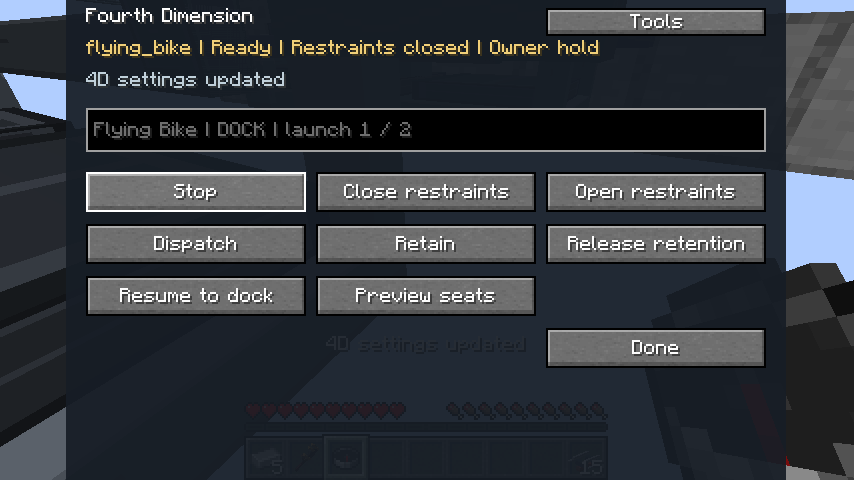 Fourth Dimension
Tools
flying_bike | Ready | Restraints closed | Owner hold
4D settings updated
Flying Bike | DOCK | launch 1 / 2
Stop
Close restraints
Open restraints
Dispatch
Retain
Release retention
Resume to dock
Preview seats
4D settings updated
Done
5
15